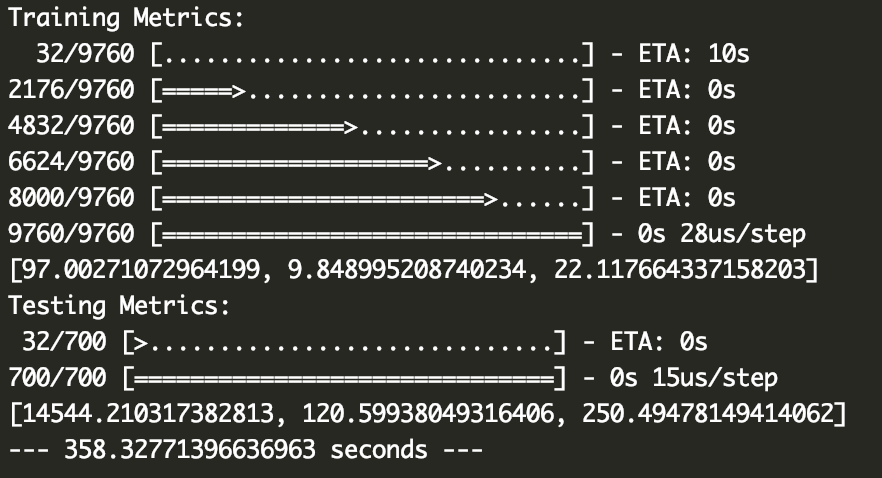 Training Metrics:
  32/9760 [..............................] - ETA: 10s
2176/9760 [=====>........................] - ETA: 0s
4832/9760 [=============>................] - ETA: 0s
6624/9760 [===================>..........] - ETA: 0s
8000/9760 [=======================>......] - ETA: 0s
9760/9760 [==============================] - 0s 28us/step
[97.00271072964199, 9.848995208740234, 22.117664337158203]
Testing Metrics:
 32/700 [>.............................] - ETA: 0s
700/700 [==============================] - 0s 15us/step
[14544.210317382813, 120.59938049316406, 250.49478149414062]
--- 358.32771396636963 seconds ---